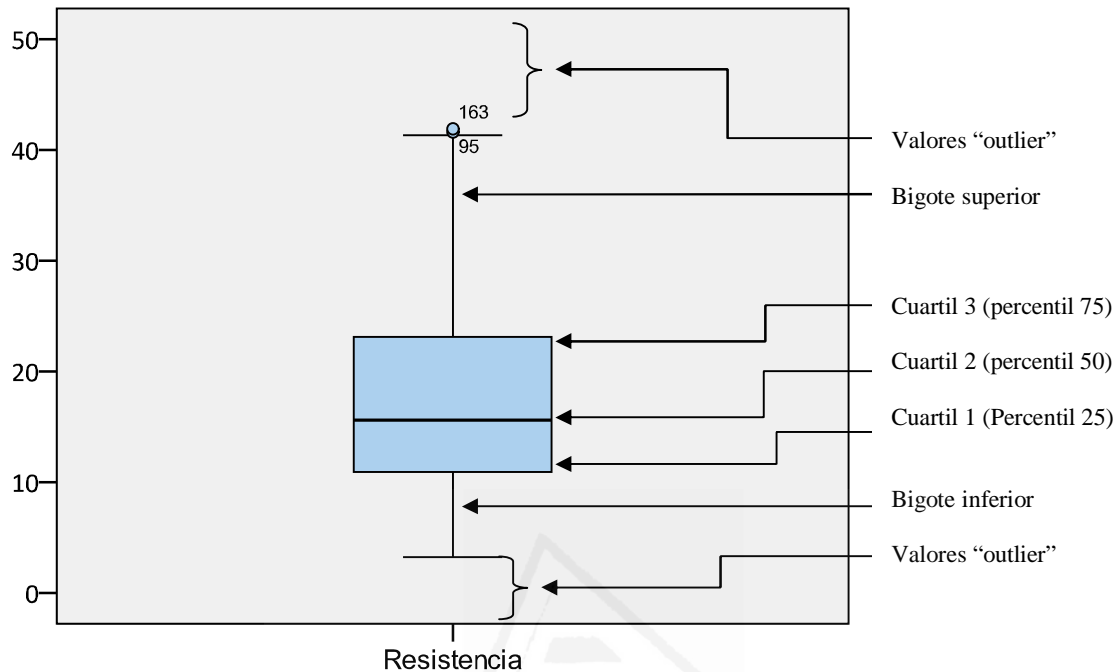 50
163
95
40
30
20
10
0
Resistencia
Valores “outlier”
Bigote superior
Cuartil 3 (percentil 75)
Cuartil 2 (percentil 50)
Cuartil 1 (Percentil 25)
Bigote inferior
Valores “outlier”